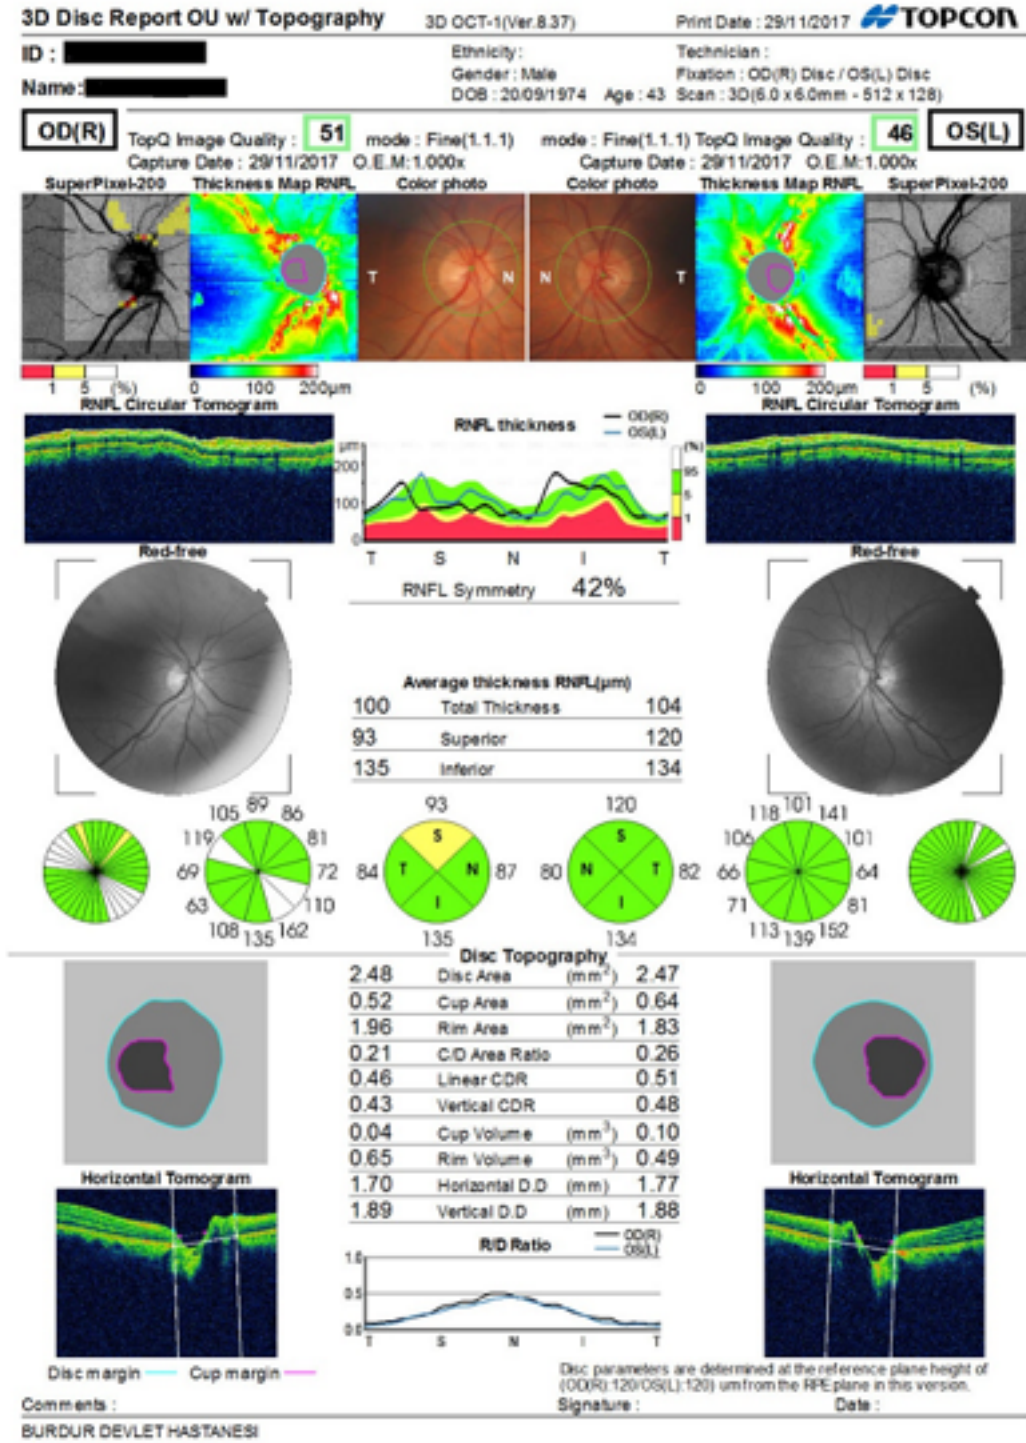 3D Disc Report OU w/ Topography 3D OCT-1(Ver.8.37) Print Date : 29/11/2017 TOPCON
ID : Ethnicity : Technician :
Name: Gender : Male Fixation : OD(R) Disc / OS(L) Disc
DOB : 20/09/1974 Age : 43 Scan : 3D(6.0 x 6.0mm - 512 x 128)
OD(R) TopQ Image Quality : 51 mode : Fine(1.1.1) mode : Fine(1.1.1) TopQ Image Quality : 46 OS(L)
Capture Date : 29/11/2017 O.E.M:1.000x Capture Date : 29/11/2017 O.E.M:1.000x
SuperPixel-200 Thickness Map RNFL Color photo Color photo Thickness Map RNFL SuperPixel-200
T N N T
1 5 (%) 0 100 200µm 0 100 200µm 1 5 (%)
RNFL Circular Tomogram RNFL Circular Tomogram
RNFL thickness OD(R) OS(L)
µm 200 100 0 (%) 95 5 1
T S N I T
Red-free Red-free
RNFL Symmetry 42%
Average thickness RNFL(µm)
100 Total Thickness 104
93 Superior 120
135 Inferior 134
105 89 86 93 120 118 101 141
119 81 S S 106 101
69 72 84 T N 87 80 N T 82 66 64
63 110 I I 71 81
108 135 162 135 134 113 139 152
Disc Topography
2.48 Disc Area (mm²) 2.47
0.52 Cup Area (mm²) 0.64
1.96 Rim Area (mm²) 1.83
0.21 C/D Area Ratio 0.26
0.46 Linear CDR 0.51
0.43 Vertical CDR 0.48
0.04 Cup Volume (mm³) 0.10
0.65 Rim Volume (mm³) 0.49
1.70 Horizontal D.D (mm) 1.77
1.89 Vertical D.D (mm) 1.88
Horizontal Tomogram Horizontal Tomogram
R/D Ratio OD(R) OS(L)
1.0
0.5
0.0
T S N I T
Disc margin Cup margin
Disc parameters are determined at the reference plane height of
(OD(R):120/OS(L):120) um from the RPE plane in this version.
Comments : Signature : Date :
BURDUR DEVLET HASTANESI